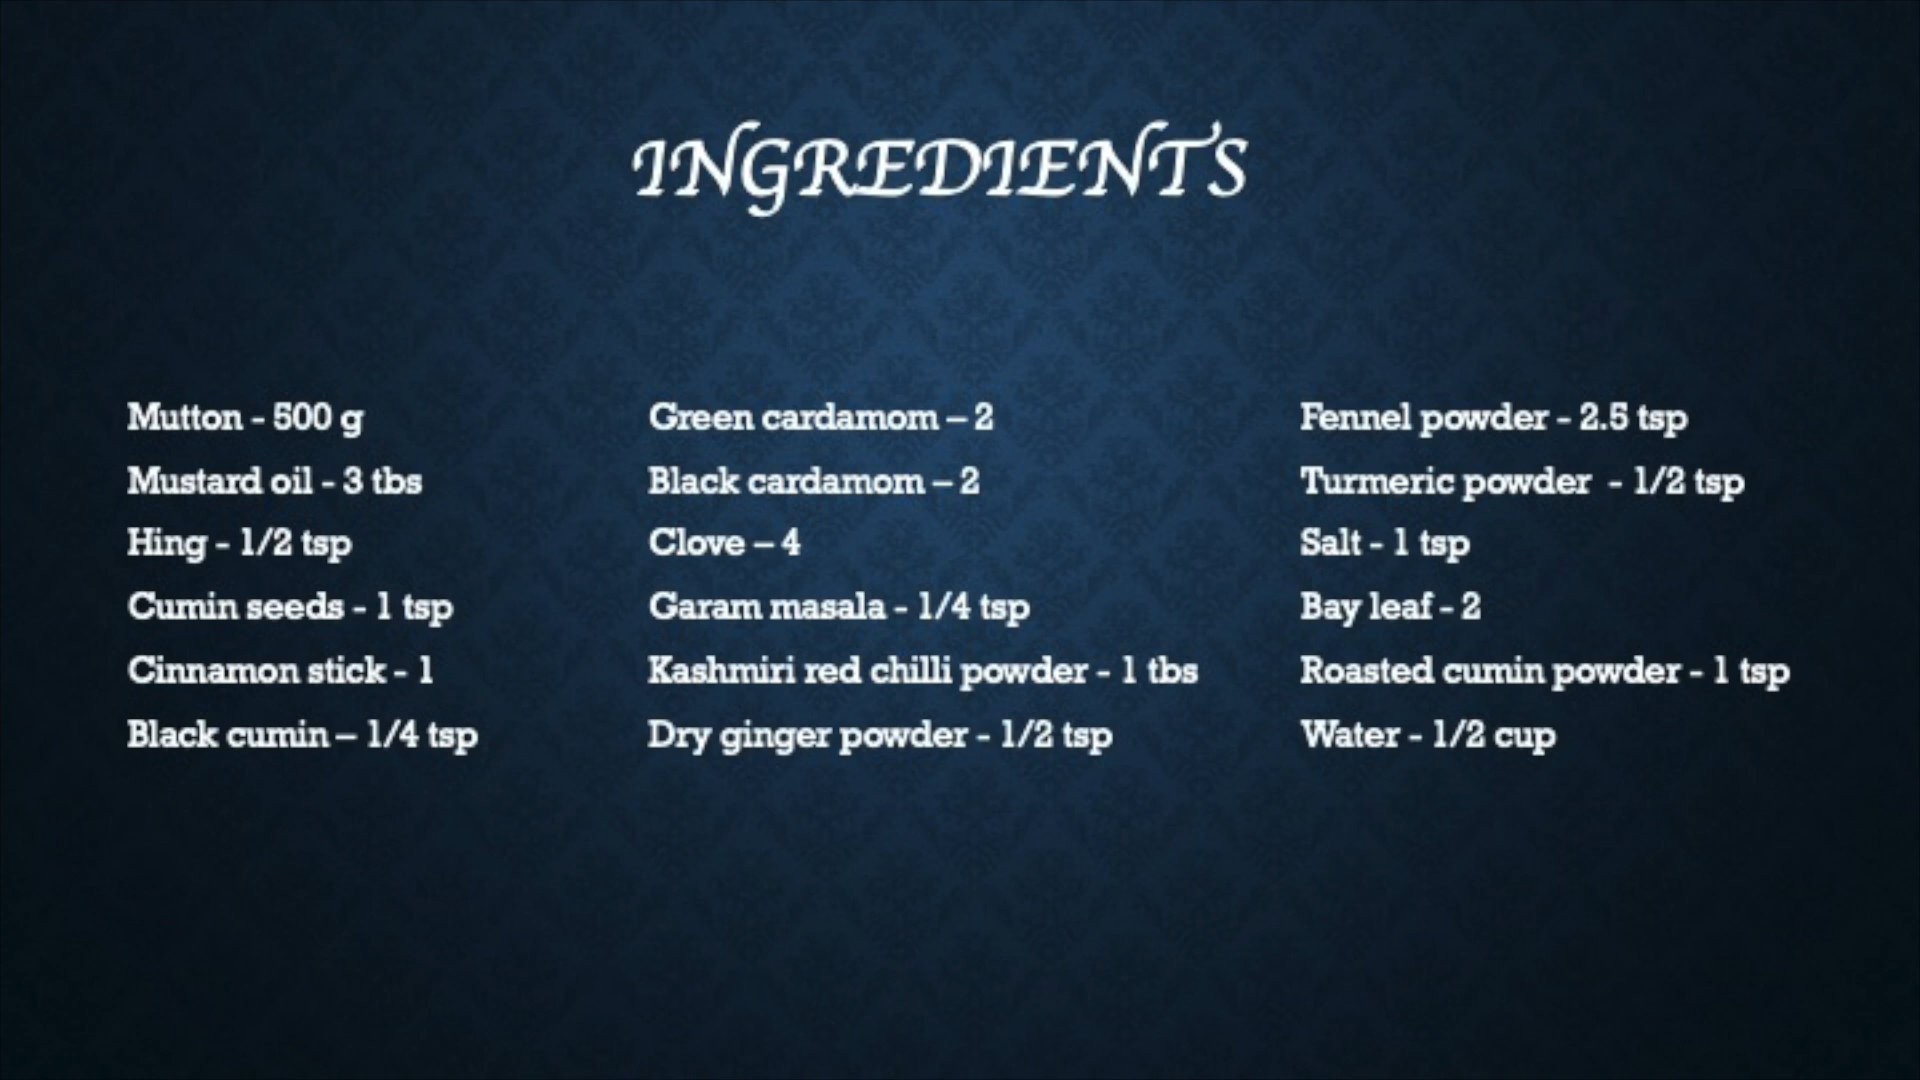 INGREDIENTS
Mutton - 500 g
Mustard oil - 3 tbs
Hing - 1/2 tsp
Cumin seeds - 1 tsp
Cinnamon stick - 1
Black cumin – 1/4 tsp
Green cardamom – 2
Black cardamom – 2
Clove – 4
Garam masala - 1/4 tsp
Kashmiri red chilli powder - 1 tbs
Dry ginger powder - 1/2 tsp
Fennel powder - 2.5 tsp
Turmeric powder  - 1/2 tsp
Salt - 1 tsp
Bay leaf - 2
Roasted cumin powder - 1 tsp
Water - 1/2 cup